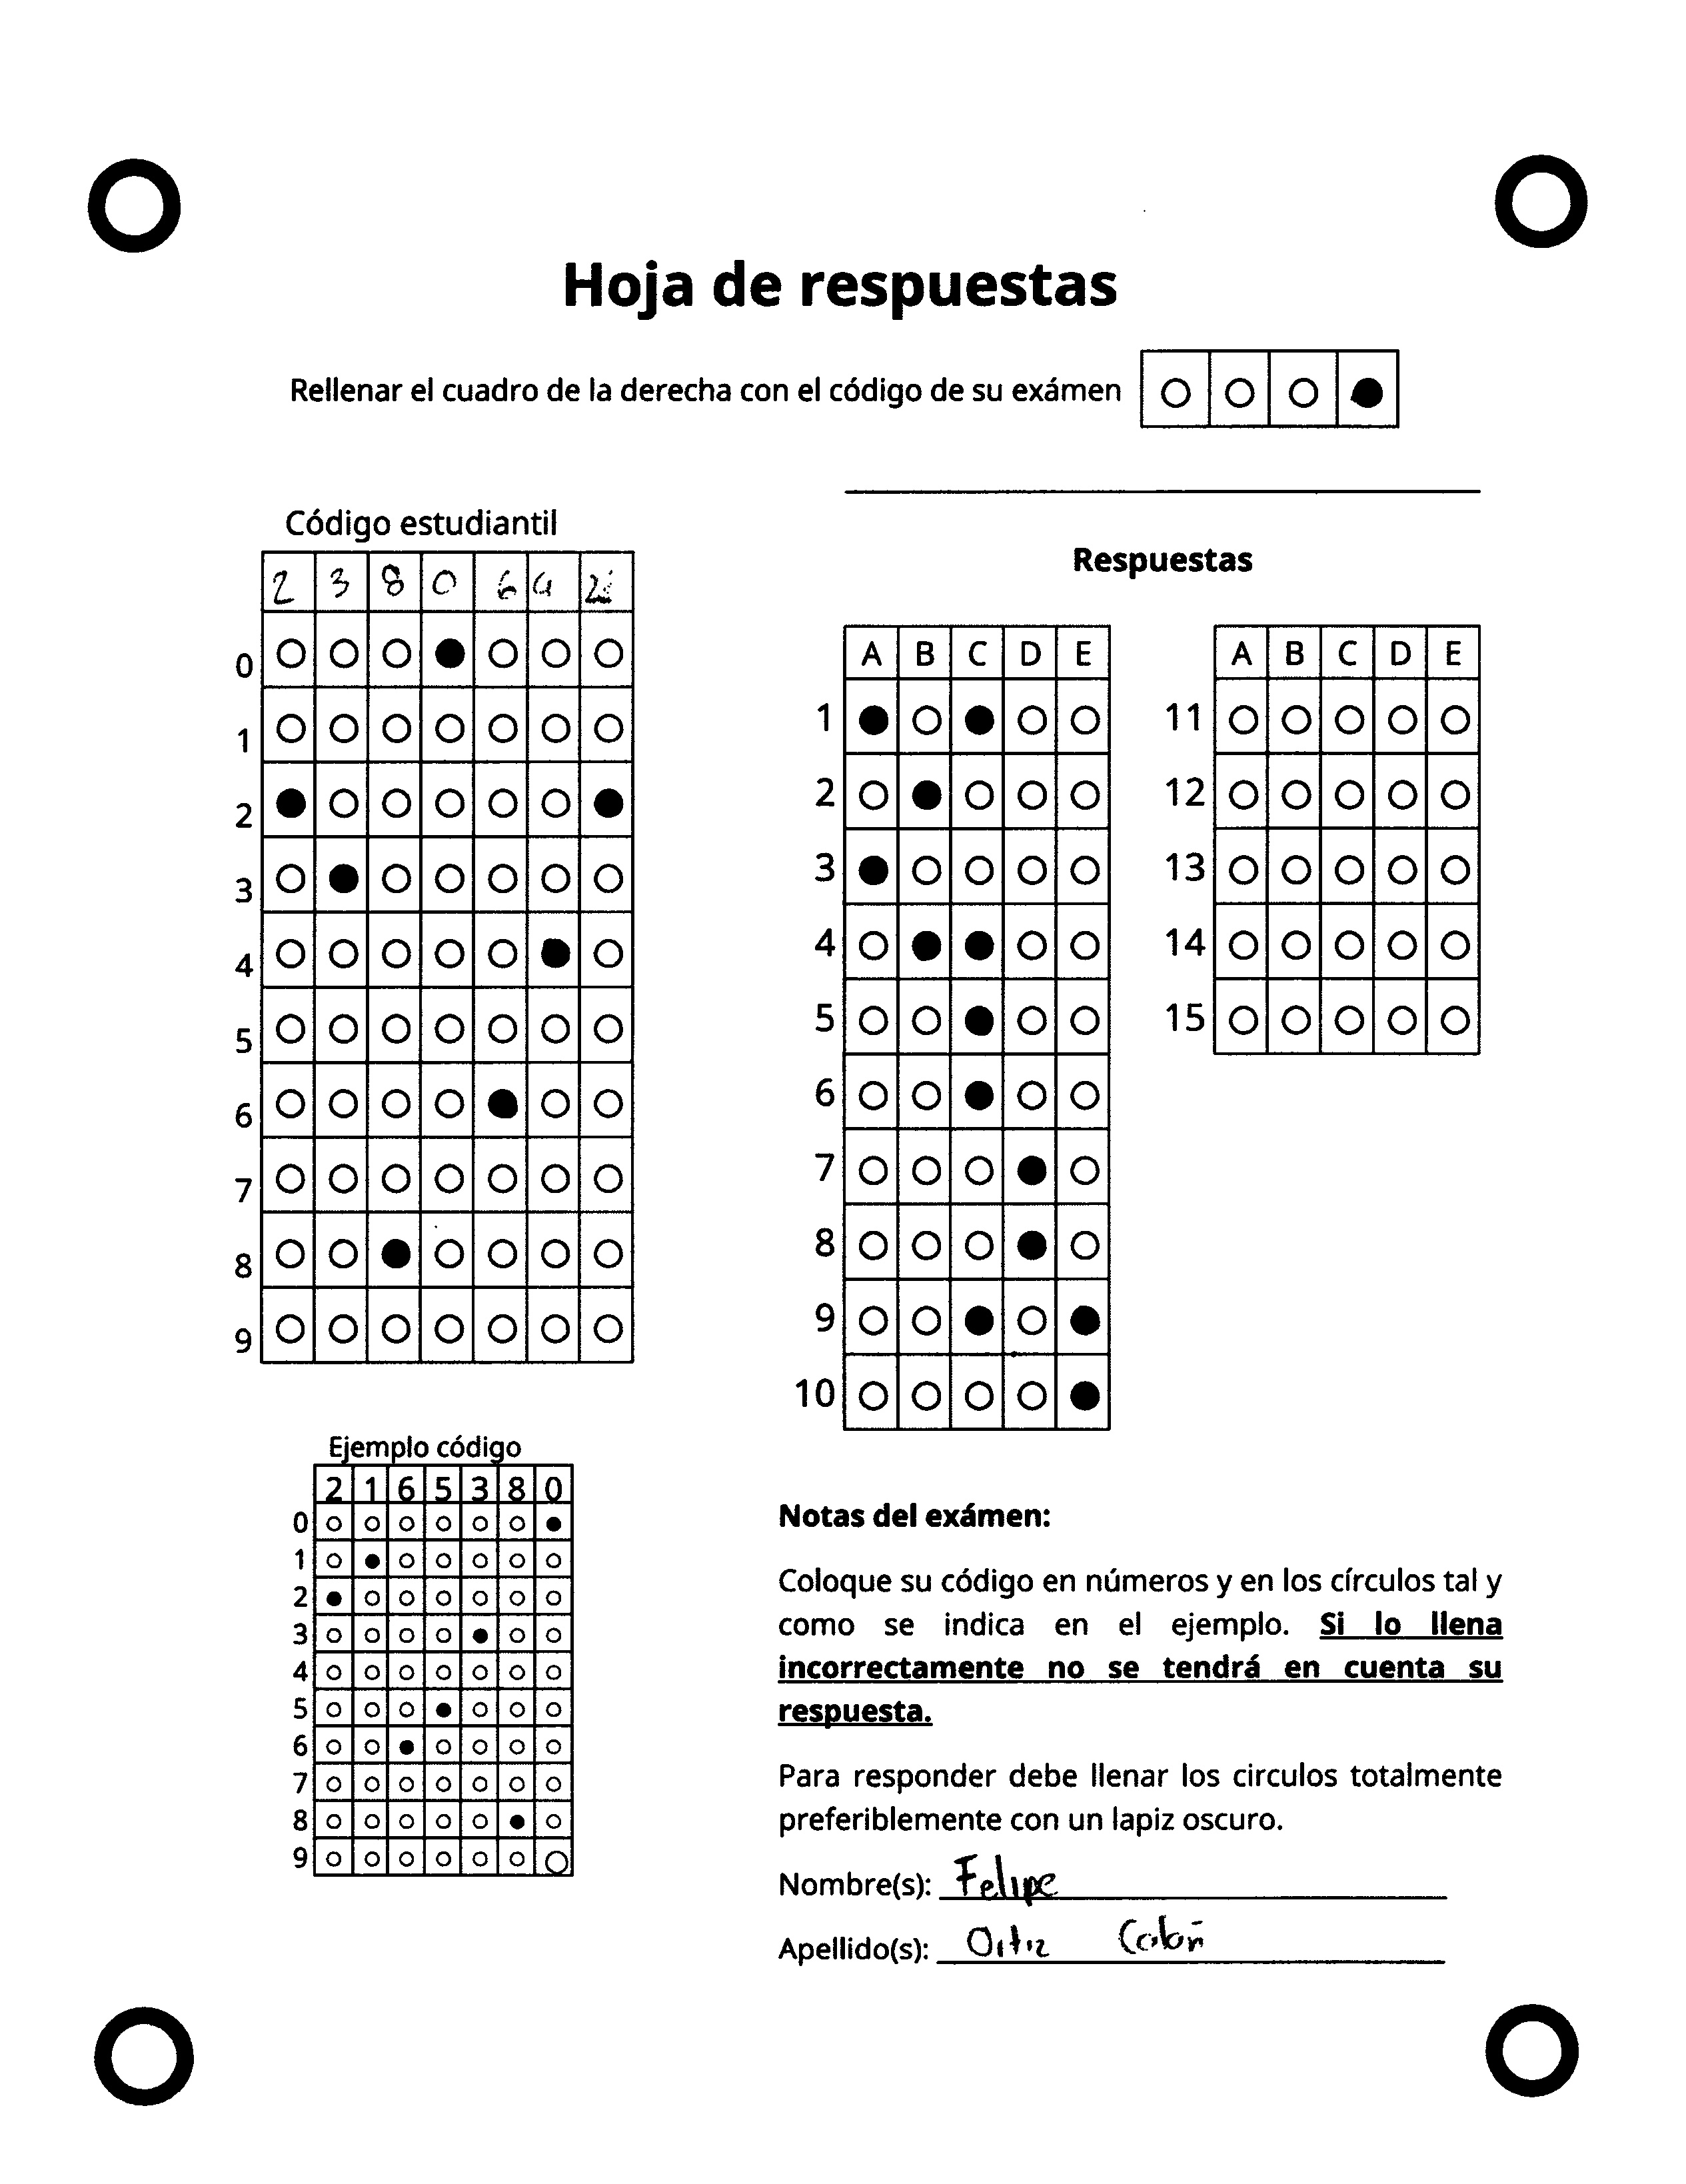 Hoja de respuestas
Rellenar el cuadro de la derecha con el código de su exámen
Código estudiantil
2 3 8 0 6 4 2
0
1
2
3
4
5
6
7
8
9
Respuestas
A B C D E
1
2
3
4
5
6
7
8
9
10
A B C D E
11
12
13
14
15
Ejemplo código
2 1 6 5 3 8 0
0
1
2
3
4
5
6
7
8
9
Notas del exámen:
Coloque su código en números y en los círculos tal y
como se indica en el ejemplo. Si lo llena
incorrectamente no se tendrá en cuenta su
respuesta.
Para responder debe llenar los circulos totalmente
preferiblemente con un lapiz oscuro.
Nombre(s): Felipe
Apellido(s): Ortiz